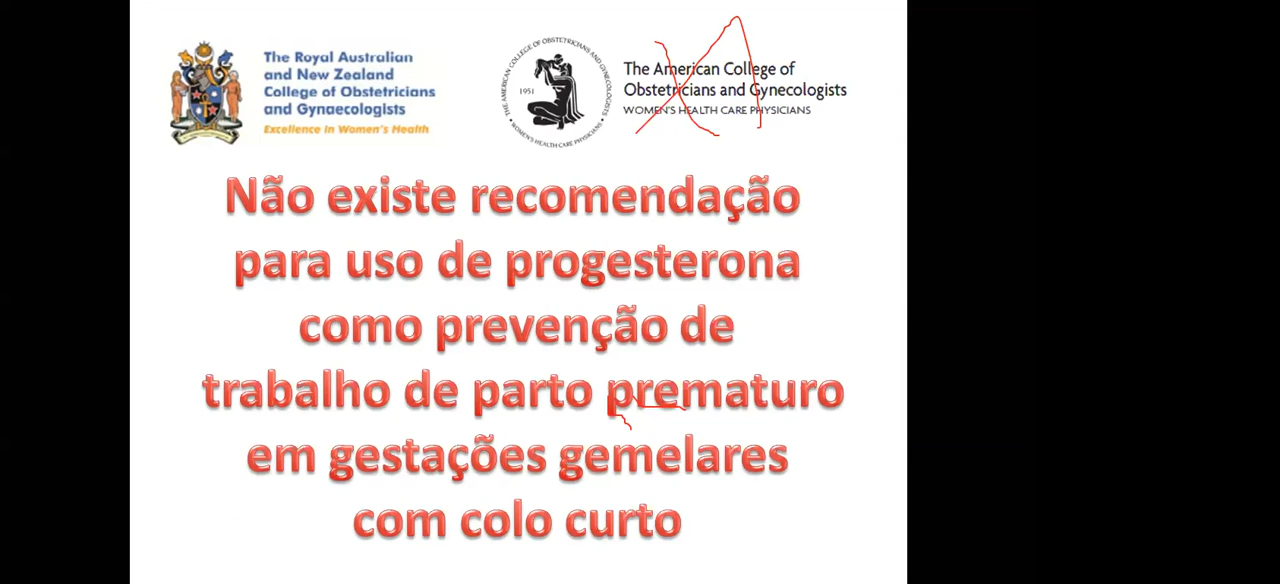 The Royal Australian
and New Zealand
College of Obstetricians
and Gynaecologists
Excellence in Women's Health
THE AMERICAN COLLEGE OF OBSTETRICIANS AND GYNECOLOGISTS
1951
WOMEN'S HEALTH CARE PHYSICIANS
The American College of
Obstetricians and Gynecologists
WOMEN'S HEALTH CARE PHYSICIANS
Não existe recomendação
para uso de progesterona
como prevenção de
trabalho de parto prematuro
em gestações gemelares
com colo curto